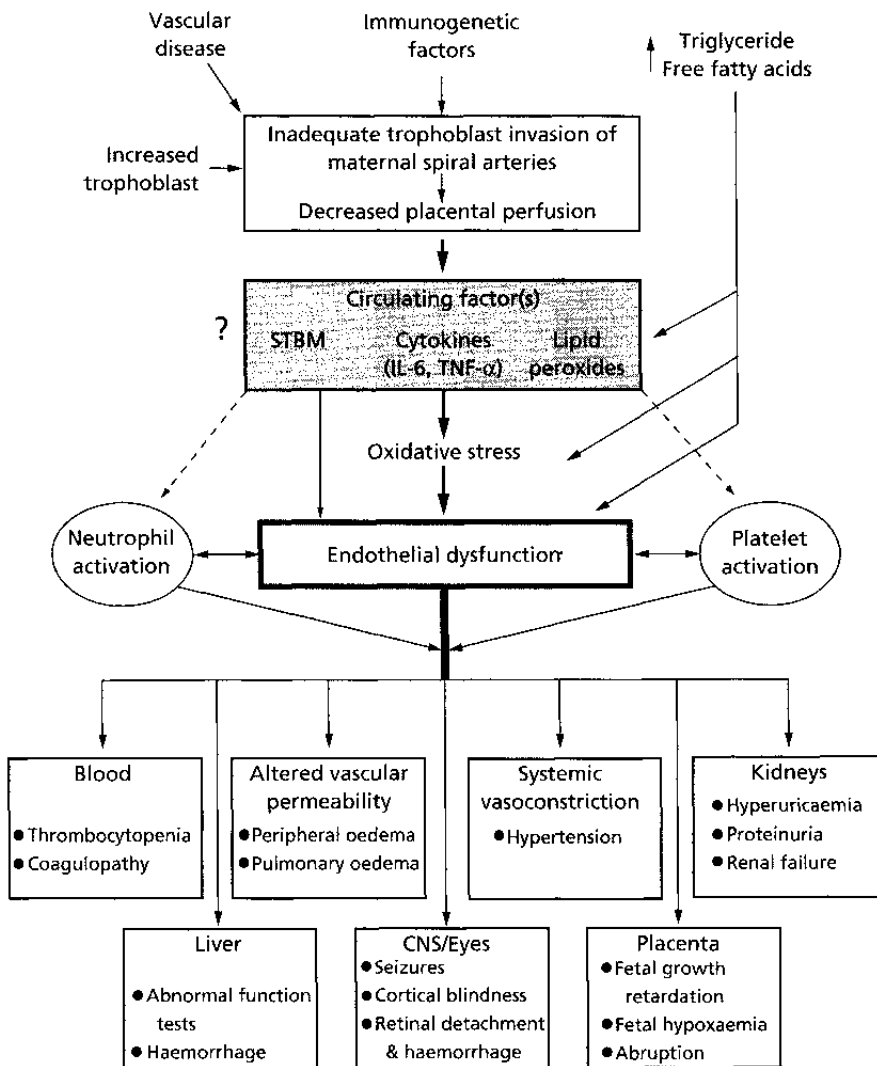 Vascular
disease
Immunogenetic
factors
Triglyceride
Free fatty acids
Increased
trophoblast
Inadequate trophoblast invasion of
maternal spiral arteries
Decreased placental perfusion
?
Circulating factor(s)
STBM
Cytokines
(IL-6, TNF-α)
Lipid
peroxides
Oxidative stress
Neutrophil
activation
Endothelial dysfunction
Platelet
activation
Blood
● Thrombocytopenia
● Coagulopathy
Altered vascular
permeability
● Peripheral oedema
● Pulmonary oedema
Systemic
vasoconstriction
● Hypertension
Kidneys
● Hyperuricaemia
● Proteinuria
● Renal failure
Liver
● Abnormal function
tests
● Haemorrhage
CNS/Eyes
● Seizures
● Cortical blindness
● Retinal detachment
& haemorrhage
Placenta
● Fetal growth
retardation
● Fetal hypoxaemia
● Abruption